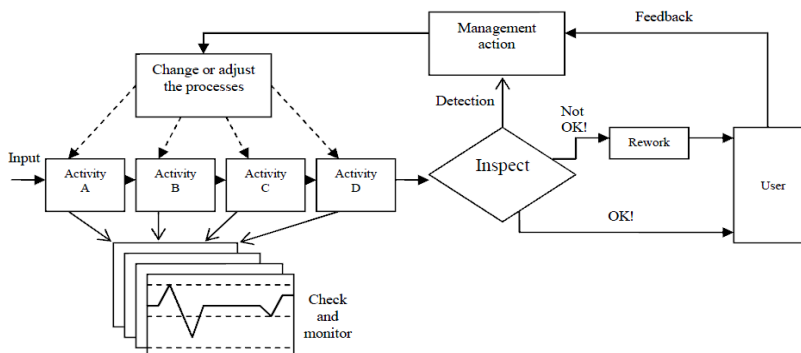 Management
action
Feedback
Change or adjust
the processes
Detection
Not
OK!
Input
Activity
A
Activity
B
Activity
C
Activity
D
Inspect
Rework
User
OK!
Check
and
monitor